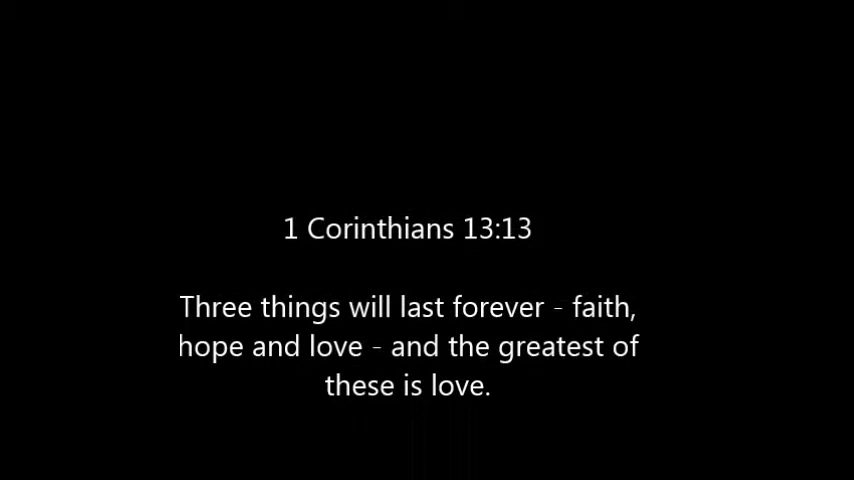 1 Corinthians 13:13
Three things will last forever - faith,
hope and love - and the greatest of
these is love.